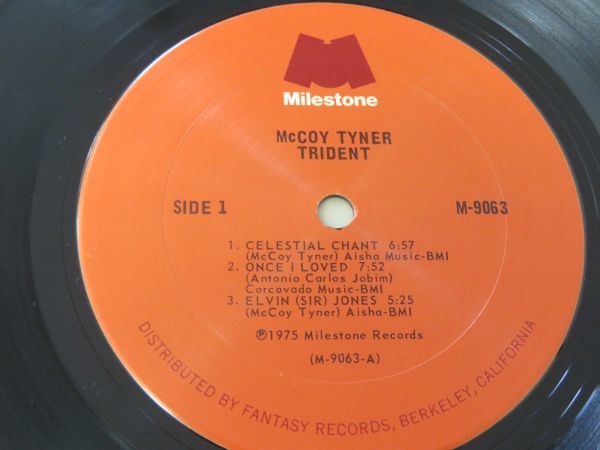 Milestone
McCOY TYNER
TRIDENT
SIDE 1
M-9063
1. CELESTIAL CHANT 6:57
(McCoy Tyner) Aisha Music-BMI
2. ONCE I LOVED 7:52
(Antonio Carlos Jobim)
Corcovado Music-BMI
3. ELVIN (SIR) JONES 5:25
(McCoy Tyner) Aisha-BMI
℗1975 Milestone Records
(M-9063-A)
DISTRIBUTED BY FANTASY RECORDS, BERKELEY, CALIFORNIA